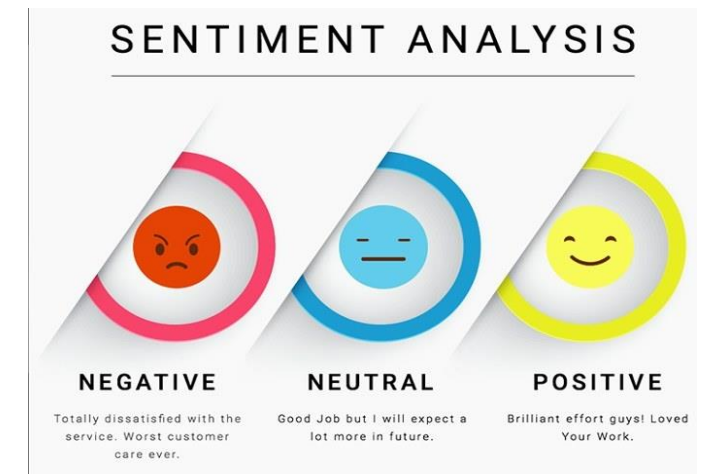 SENTIMENT ANALYSIS
NEGATIVE
Totally dissatisfied with the
service. Worst customer
care ever.
NEUTRAL
Good Job but I will expect a
lot more in future.
POSITIVE
Brilliant effort guys! Loved
Your Work.